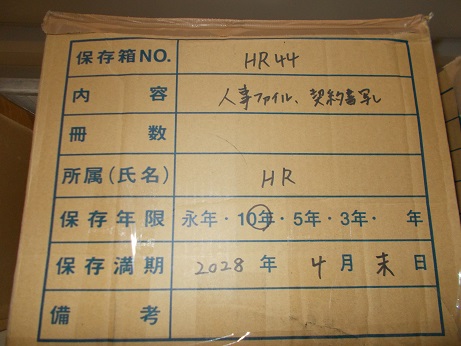 保存箱NO. HR44
内容 人事ファイル、契約書写し
冊数
所属(氏名) HR
保存年限 永年・10年・5年・3年・ 年
保存満期 2028年 4月末日
備考